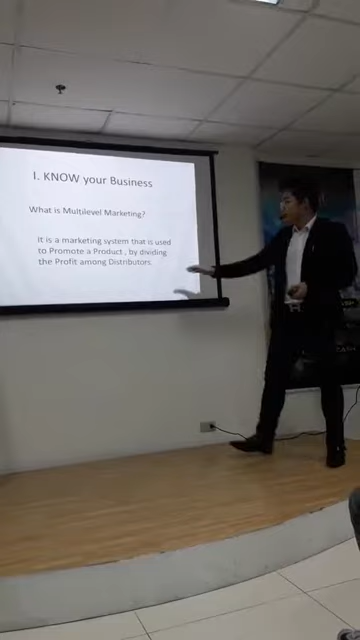 I. KNOW your Business
What is Multilevel Marketing?
It is a marketing system that is used
to Promote a Product , by dividing
the Profit among Distributors.